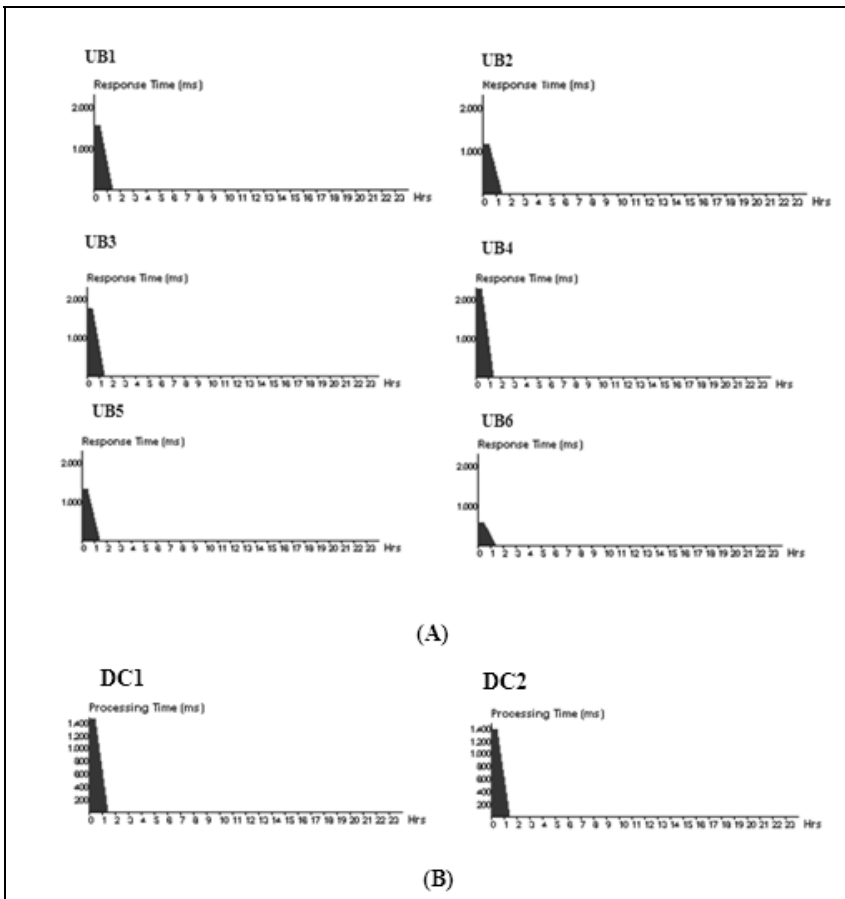 UB1
Response Time (ms)
2.000
1.000
0 1 2 3 4 5 6 7 8 9 10 11 12 13 14 15 16 17 18 19 20 21 22 23 Hrs
UB2
Response Time (ms)
2.000
1.000
0 1 2 3 4 5 6 7 8 9 10 11 12 13 14 15 16 17 18 19 20 21 22 23 Hrs
UB3
Response Time (ms)
2.000
1.000
0 1 2 3 4 5 6 7 8 9 10 11 12 13 14 15 16 17 18 19 20 21 22 23 Hrs
UB4
Response Time (ms)
2.000
1.000
0 1 2 3 4 5 6 7 8 9 10 11 12 13 14 15 16 17 18 19 20 21 22 23 Hrs
UB5
Response Time (ms)
2.000
1.000
0 1 2 3 4 5 6 7 8 9 10 11 12 13 14 15 16 17 18 19 20 21 22 23 Hrs
UB6
Response Time (ms)
2.000
1.000
0 1 2 3 4 5 6 7 8 9 10 11 12 13 14 15 16 17 18 19 20 21 22 23 Hrs
(A)
DC1
Processing Time (ms)
1.400
1.200
1.000
800
600
400
200
0 1 2 3 4 5 6 7 8 9 10 11 12 13 14 15 16 17 18 19 20 21 22 23 Hrs
DC2
Processing Time (ms)
1.400
1.200
1.000
800
600
400
200
0 1 2 3 4 5 6 7 8 9 10 11 12 13 14 15 16 17 18 19 20 21 22 23 Hrs
(B)